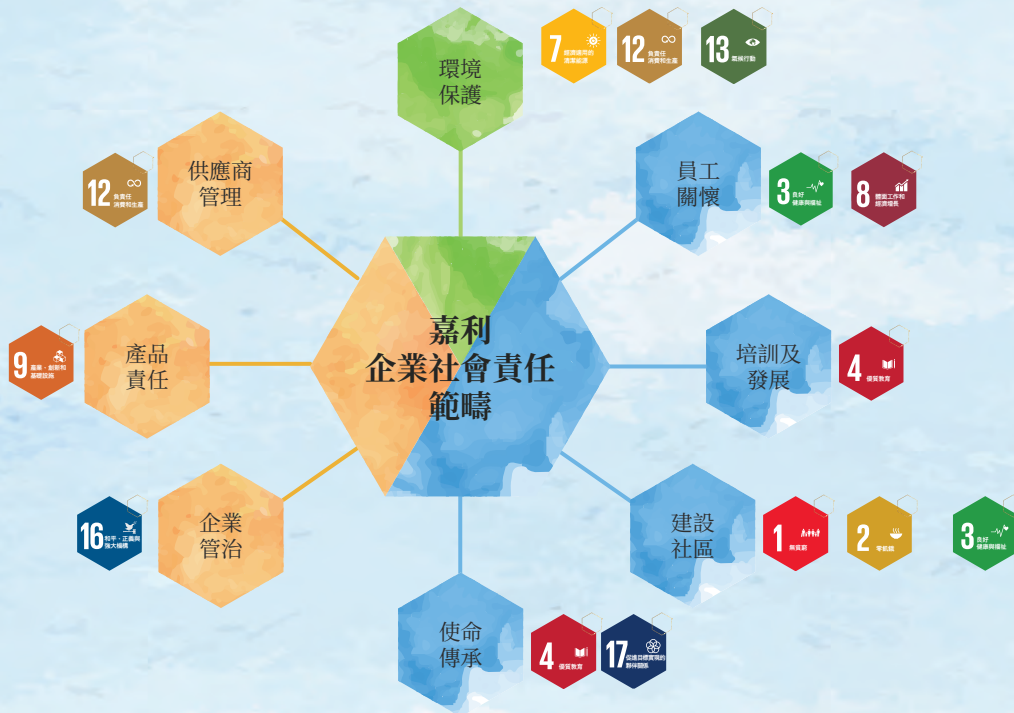 環境
保護
7
經濟適用的
清潔能源
12
負責任
消費和生產
13
氣候行動
供應商
管理
12
負責任
消費和生產
員工
關懷
3
良好
健康與福祉
8
體面工作和
經濟增長
嘉利
企業社會責任
範疇
產品
責任
9
產業、創新和
基礎設施
培訓及
發展
4
優質教育
企業
管治
16
和平、正義與
強大機構
建設
社區
1
無貧窮
2
零飢餓
3
良好
健康與福祉
使命
傳承
4
優質教育
17
促進目標實現的
夥伴關係